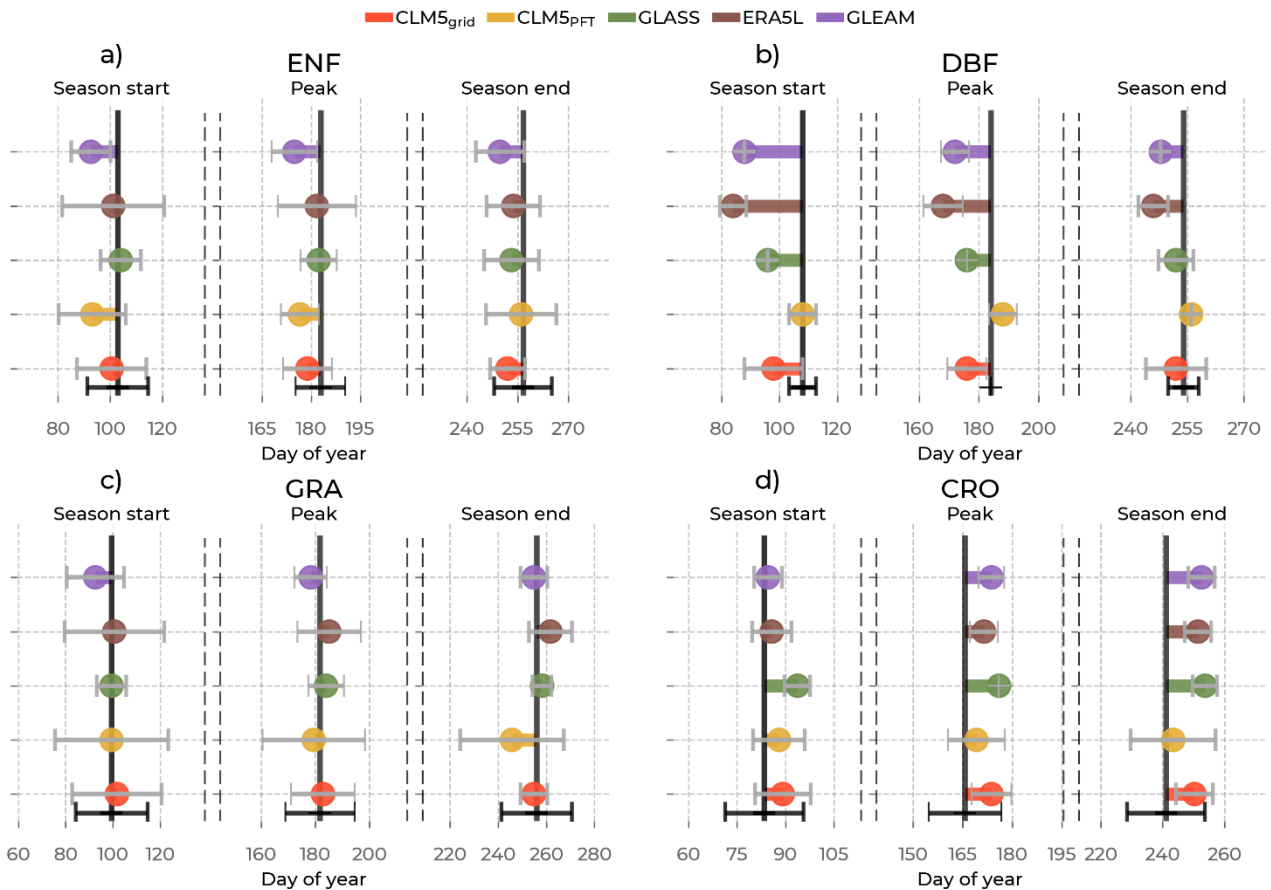 CLM5grid CLM5PFT GLASS ERA5L GLEAM
a) ENF
Season start Peak Season end
80 100 120 165 180 195 240 255 270
Day of year
b) DBF
Season start Peak Season end
80 100 120 160 180 200 240 255 270
Day of year
c) GRA
Season start Peak Season end
60 80 100 120 140 160 180 200 220 240 260 280
Day of year
d) CRO
Season start Peak Season end
60 75 90 105 150 165 180 195 220 240 260
Day of year